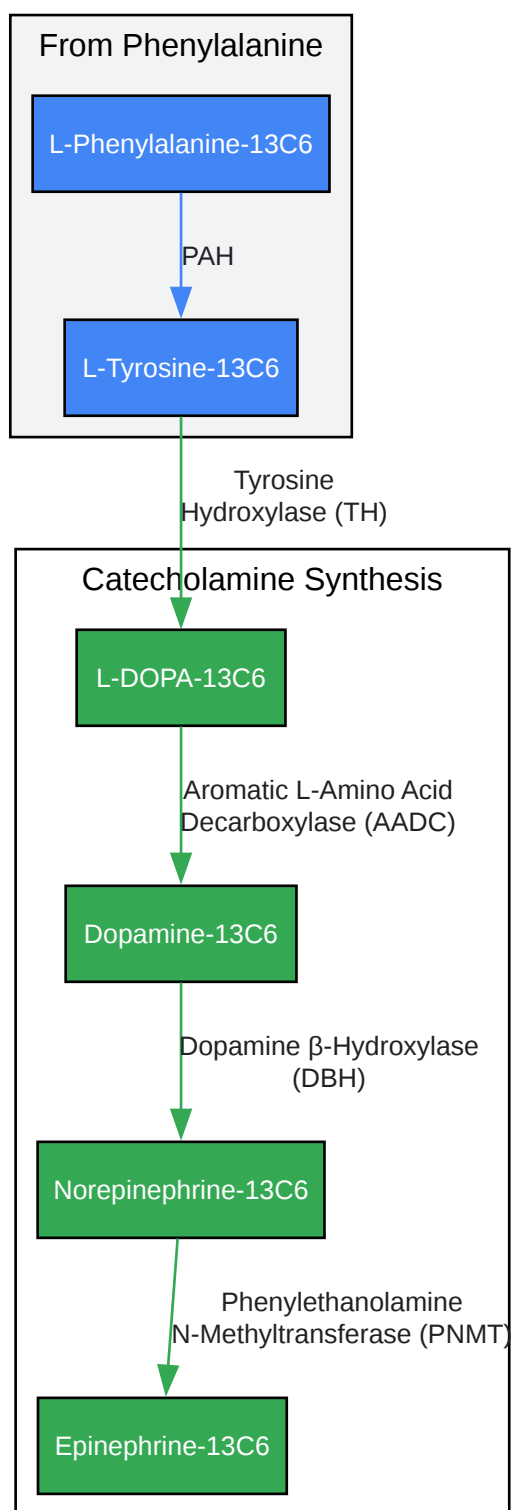 From Phenylalanine
L-Phenylalanine-13C6
PAH
L-Tyrosine-13C6
Tyrosine
Hydroxylase (TH)
Catecholamine Synthesis
L-DOPA-13C6
Aromatic L-Amino Acid
Decarboxylase (AADC)
Dopamine-13C6
Dopamine β-Hydroxylase
(DBH)
Norepinephrine-13C6
Phenylethanolamine
N-Methyltransferase (PNMT)
Epinephrine-13C6